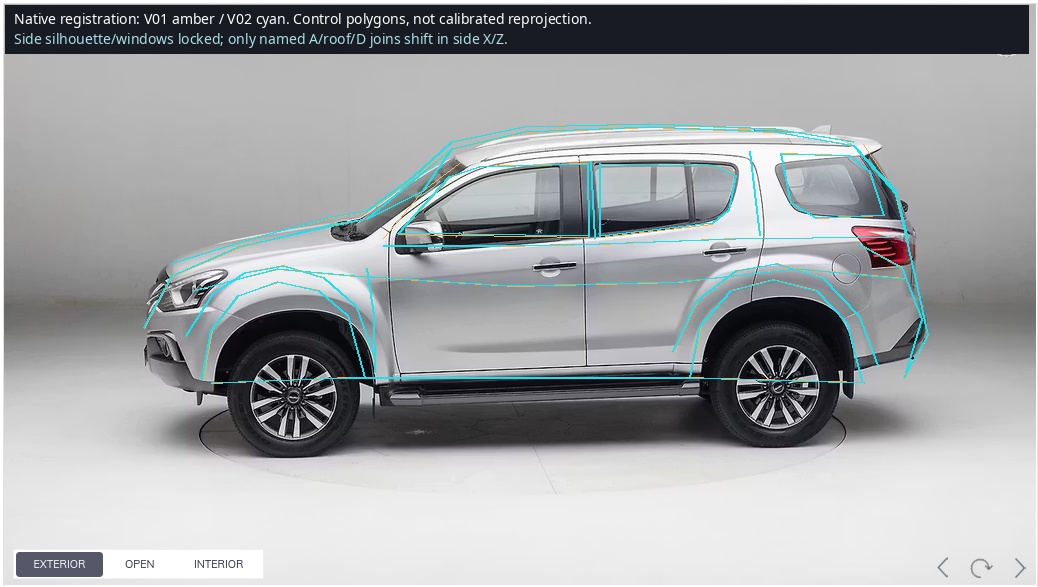 Native registration: V01 amber / V02 cyan. Control polygons, not calibrated reprojection.
Side silhouette/windows locked; only named A/roof/D joins shift in side X/Z.
EXTERIOR OPEN INTERIOR